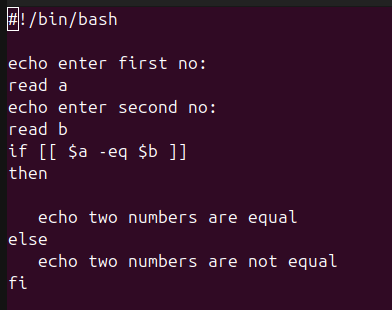 #!/bin/bash

echo enter first no:
read a
echo enter second no:
read b
if [[ $a -eq $b ]]
then

   echo two numbers are equal
else
   echo two numbers are not equal
fi